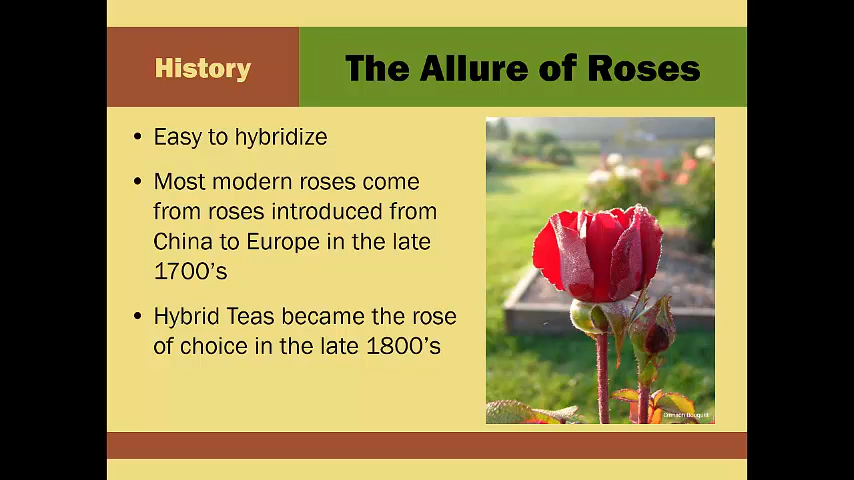 History
The Allure of Roses
• Easy to hybridize
• Most modern roses come
from roses introduced from
China to Europe in the late
1700’s
• Hybrid Teas became the rose
of choice in the late 1800’s